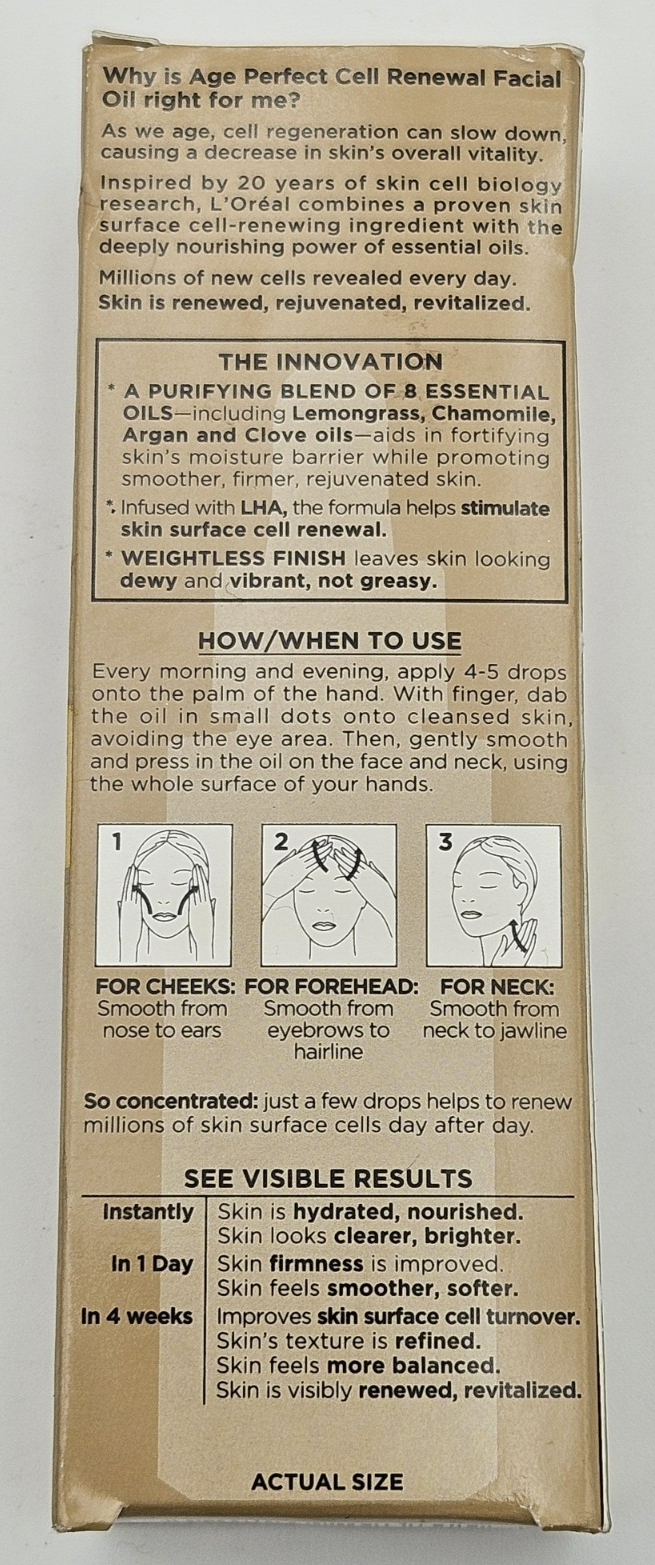 Why is Age Perfect Cell Renewal Facial
Oil right for me?
As we age, cell regeneration can slow down,
causing a decrease in skin's overall vitality.
Inspired by 20 years of skin cell biology
research, L'Oréal combines a proven skin
surface cell-renewing ingredient with the
deeply nourishing power of essential oils.
Millions of new cells revealed every day.
Skin is renewed, rejuvenated, revitalized.
THE INNOVATION
* A PURIFYING BLEND OF 8 ESSENTIAL
OILS—including Lemongrass, Chamomile,
Argan and Clove oils—aids in fortifying
skin's moisture barrier while promoting
smoother, firmer, rejuvenated skin.
* Infused with LHA, the formula helps stimulate
skin surface cell renewal.
* WEIGHTLESS FINISH leaves skin looking
dewy and vibrant, not greasy.
HOW/WHEN TO USE
Every morning and evening, apply 4-5 drops
onto the palm of the hand. With finger, dab
the oil in small dots onto cleansed skin,
avoiding the eye area. Then, gently smooth
and press in the oil on the face and neck, using
the whole surface of your hands.
1 2 3
FOR CHEEKS: FOR FOREHEAD: FOR NECK:
Smooth from Smooth from Smooth from
nose to ears eyebrows to neck to jawline
hairline
So concentrated: just a few drops helps to renew
millions of skin surface cells day after day.
SEE VISIBLE RESULTS
Instantly Skin is hydrated, nourished.
Skin looks clearer, brighter.
In 1 Day Skin firmness is improved.
Skin feels smoother, softer.
In 4 weeks Improves skin surface cell turnover.
Skin's texture is refined.
Skin feels more balanced.
Skin is visibly renewed, revitalized.
ACTUAL SIZE